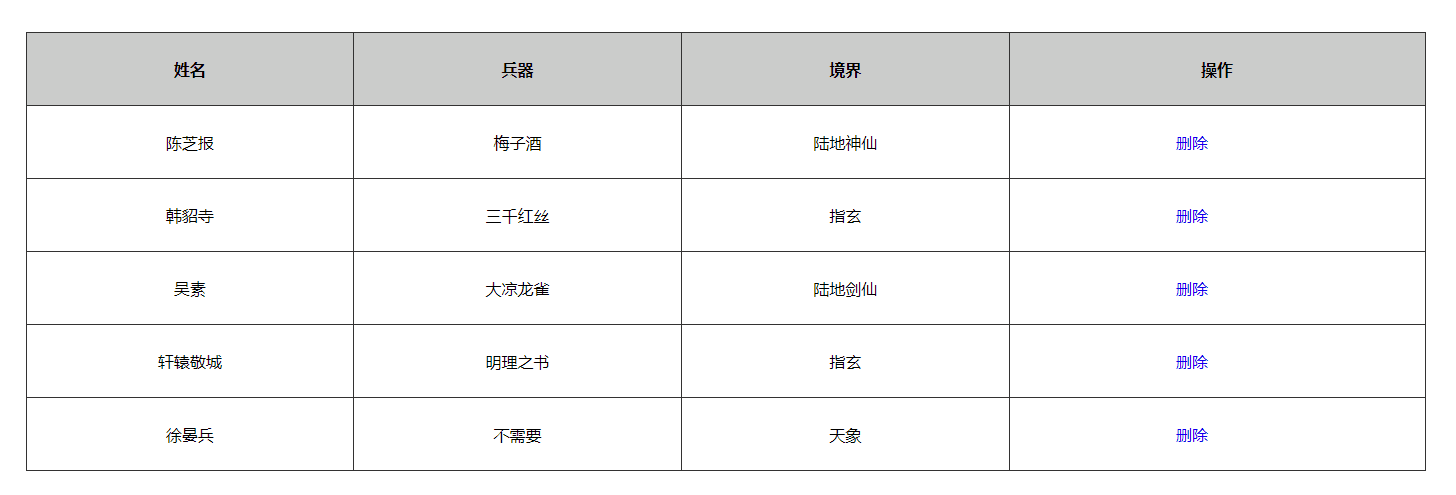 姓名 兵器 境界 操作
陈芝报 梅子酒 陆地神仙 删除
韩貂寺 三千红丝 指玄 删除
吴素 大凉龙雀 陆地剑仙 删除
轩辕敬城 明理之书 指玄 删除
徐晏兵 不需要 天象 删除